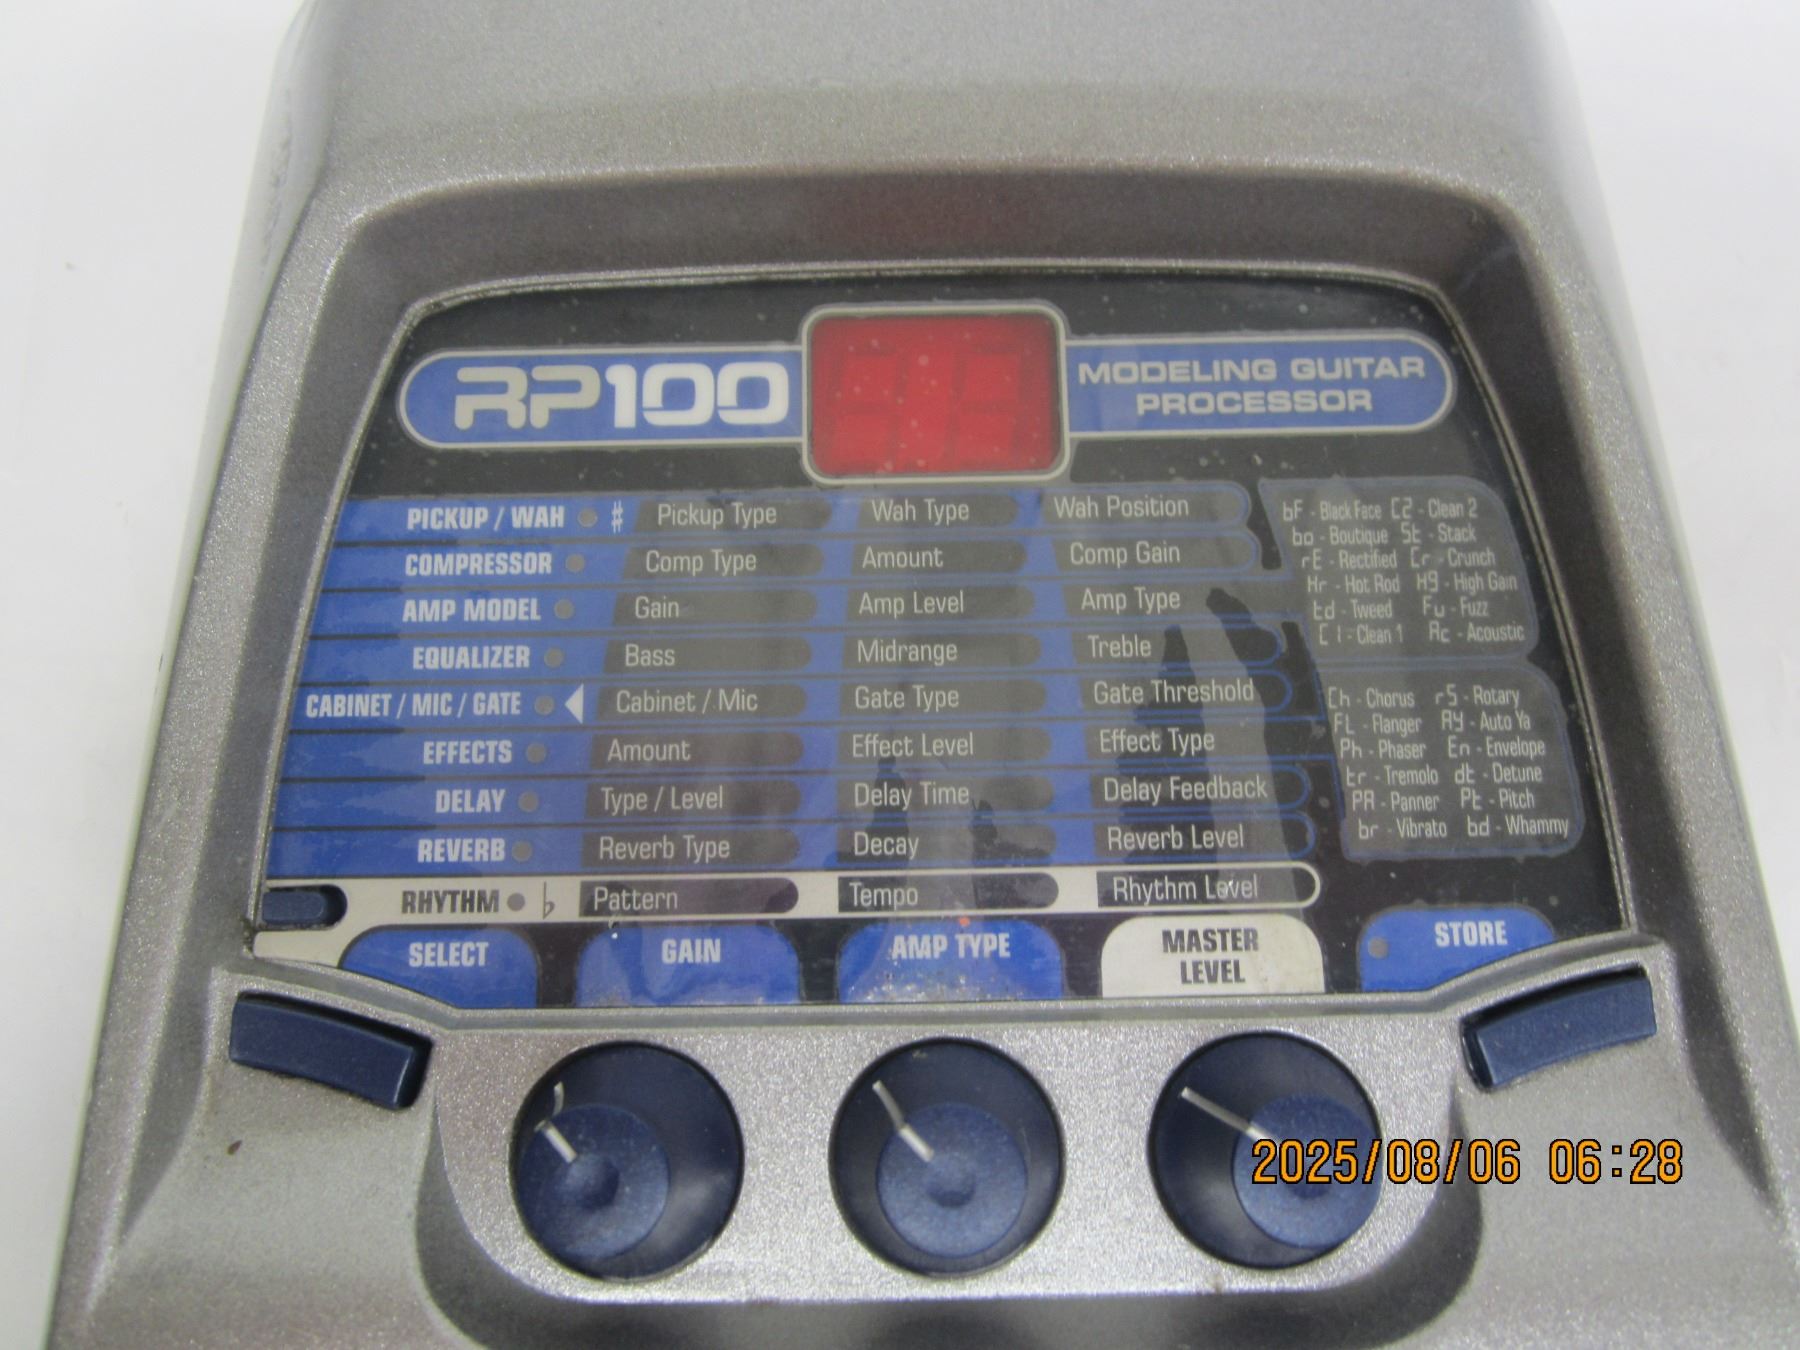 RP100
MODELING GUITAR
PROCESSOR
PICKUP / WAH ♯ Pickup Type Wah Type Wah Position
COMPRESSOR Comp Type Amount Comp Gain
AMP MODEL Gain Amp Level Amp Type
EQUALIZER Bass Midrange Treble
CABINET / MIC / GATE Cabinet / Mic Gate Type Gate Threshold
EFFECTS Amount Effect Level Effect Type
DELAY Type / Level Delay Time Delay Feedback
REVERB Reverb Type Decay Reverb Level
RHYTHM ♭ Pattern Tempo Rhythm Level
bF - Black Face C2 - Clean 2
bo - Boutique St - Stack
rE - Rectified Cr - Crunch
Hr - Hot Rod H9 - High Gain
td - Tweed Fu - Fuzz
C1 - Clean 1 Ac - Acoustic
Ch - Chorus rS - Rotary
FL - Flanger AY - Auto Ya
Ph - Phaser En - Envelope
tr - Tremolo dt - Detune
PA - Panner Pt - Pitch
br - Vibrato bd - Whammy
SELECT
GAIN
AMP TYPE
MASTER
LEVEL
STORE
2025/08/06 06:28